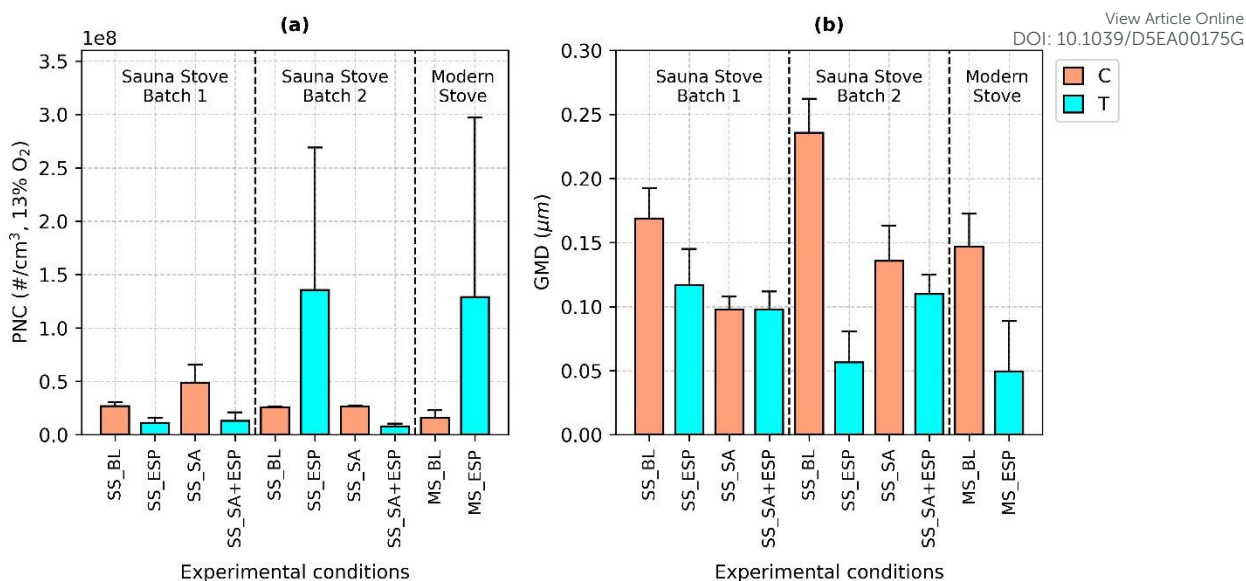 View Article Online
DOI: 10.1039/D5EA00175G
(a)
1e8
Sauna Stove
Batch 1
Sauna Stove
Batch 2
Modern
Stove
3.5
3.0
2.5
2.0
1.5
1.0
0.5
0.0
PNC (#/cm³, 13% O₂)
SS_BL
SS_ESP
SS_SA
SS_SA+ESP
SS_BL
SS_ESP
SS_SA
SS_SA+ESP
MS_BL
MS_ESP
Experimental conditions
(b)
Sauna Stove
Batch 1
Sauna Stove
Batch 2
Modern
Stove
0.30
0.25
0.20
0.15
0.10
0.05
0.00
GMD (μm)
SS_BL
SS_ESP
SS_SA
SS_SA+ESP
SS_BL
SS_ESP
SS_SA
SS_SA+ESP
MS_BL
MS_ESP
Experimental conditions
C
T